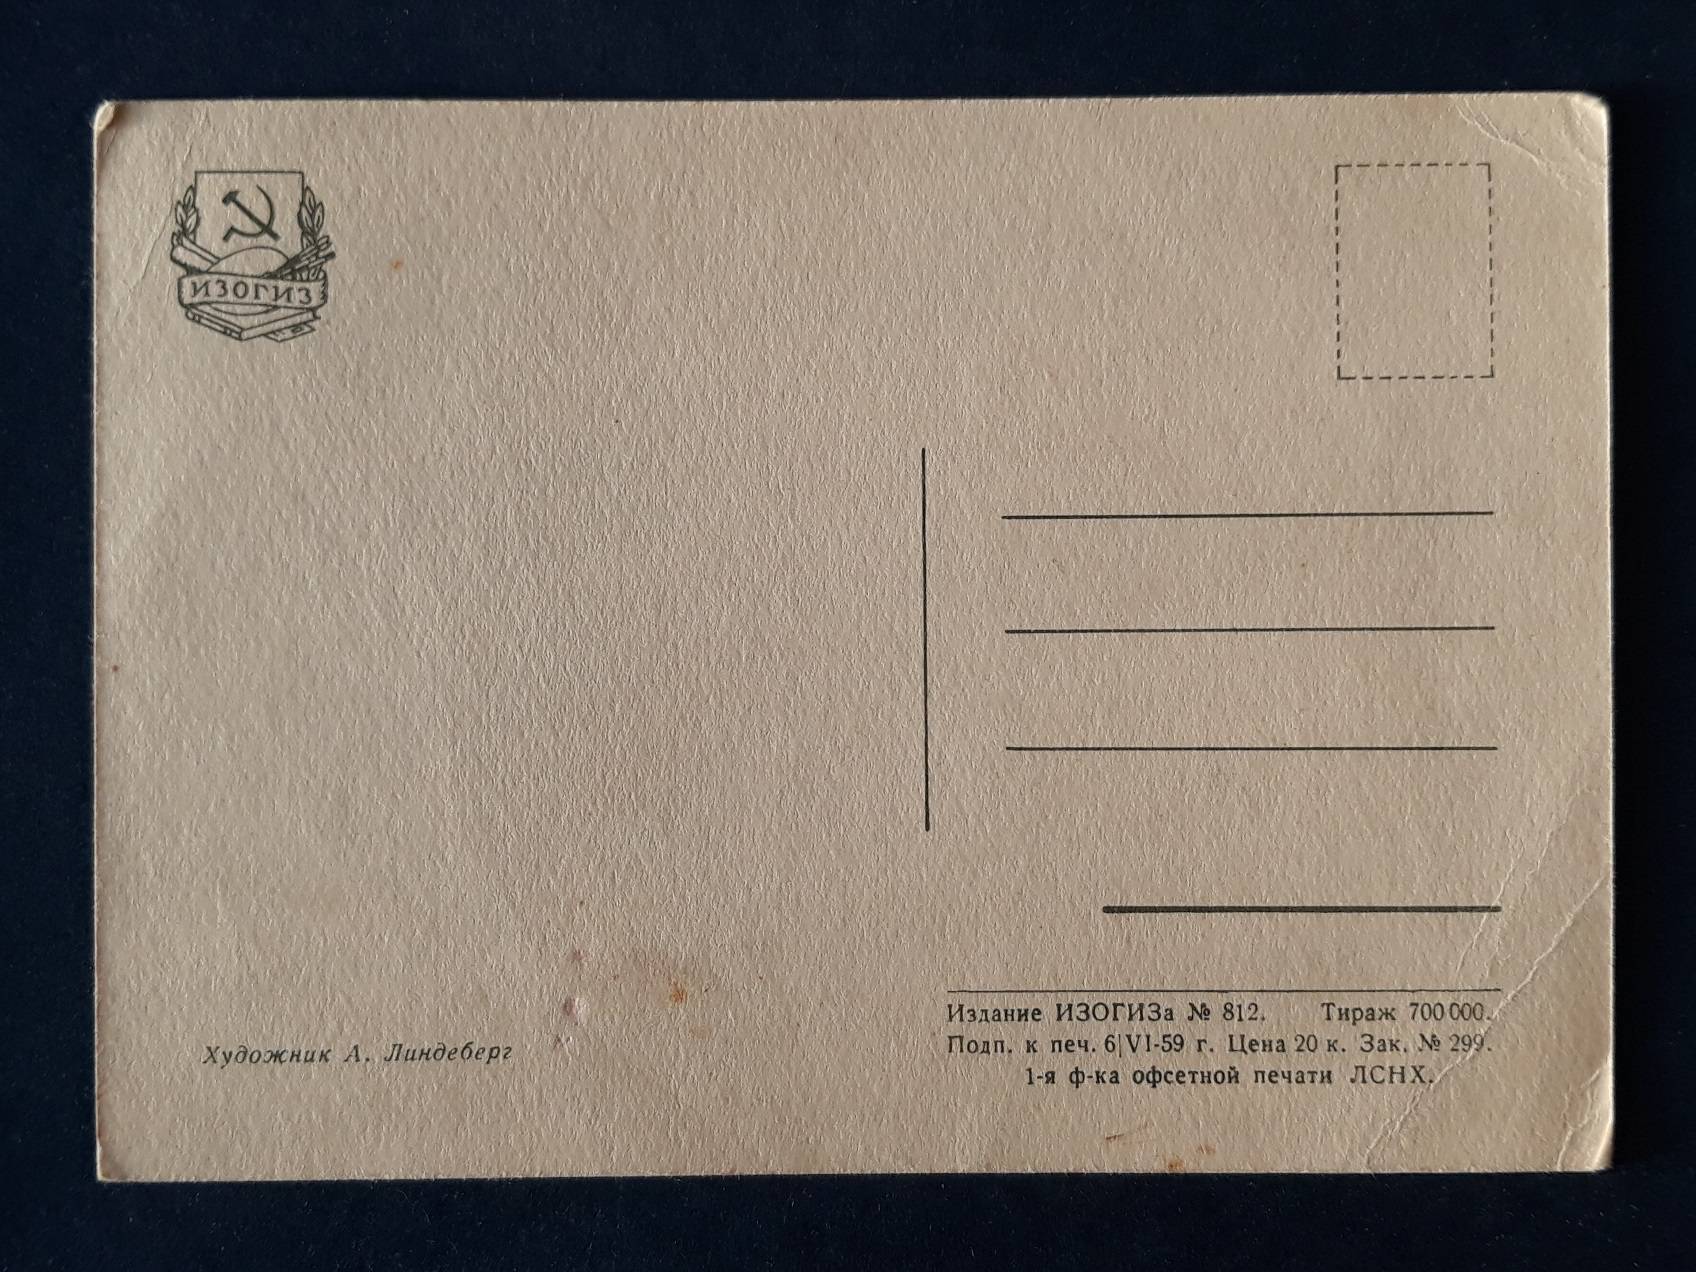 ИЗОГИЗ
Художник А. Линдеберг
Издание ИЗОГИЗа № 812. Тираж 700 000.
Подп. к печ. 6|VI-59 г. Цена 20 к. Зак. № 299.
1-я ф-ка офсетной печати ЛСНХ.